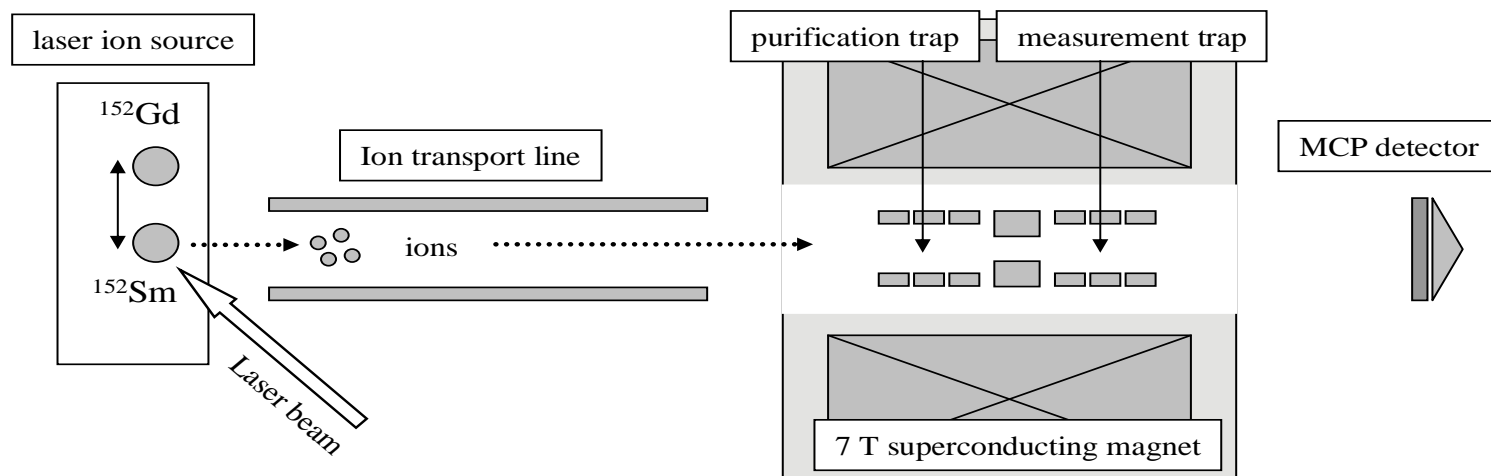 laser ion source
purification trap
measurement trap
¹⁵²Gd
Ion transport line
MCP detector
ions
¹⁵²Sm
Laser beam
7 T superconducting magnet